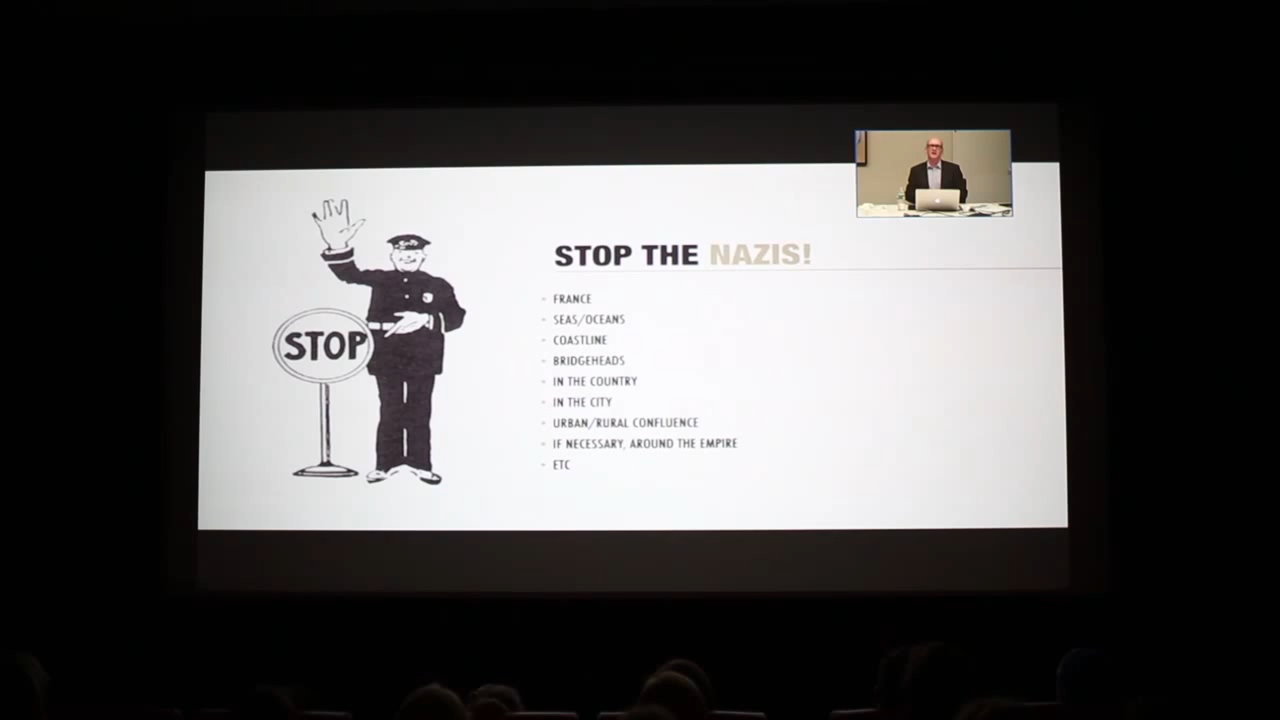 STOP THE NAZIS!
STOP
FRANCE
SEAS/OCEANS
COASTLINE
BRIDGEHEADS
IN THE COUNTRY
IN THE CITY
URBAN/RURAL CONFLUENCE
IF NECESSARY, AROUND THE EMPIRE
ETC